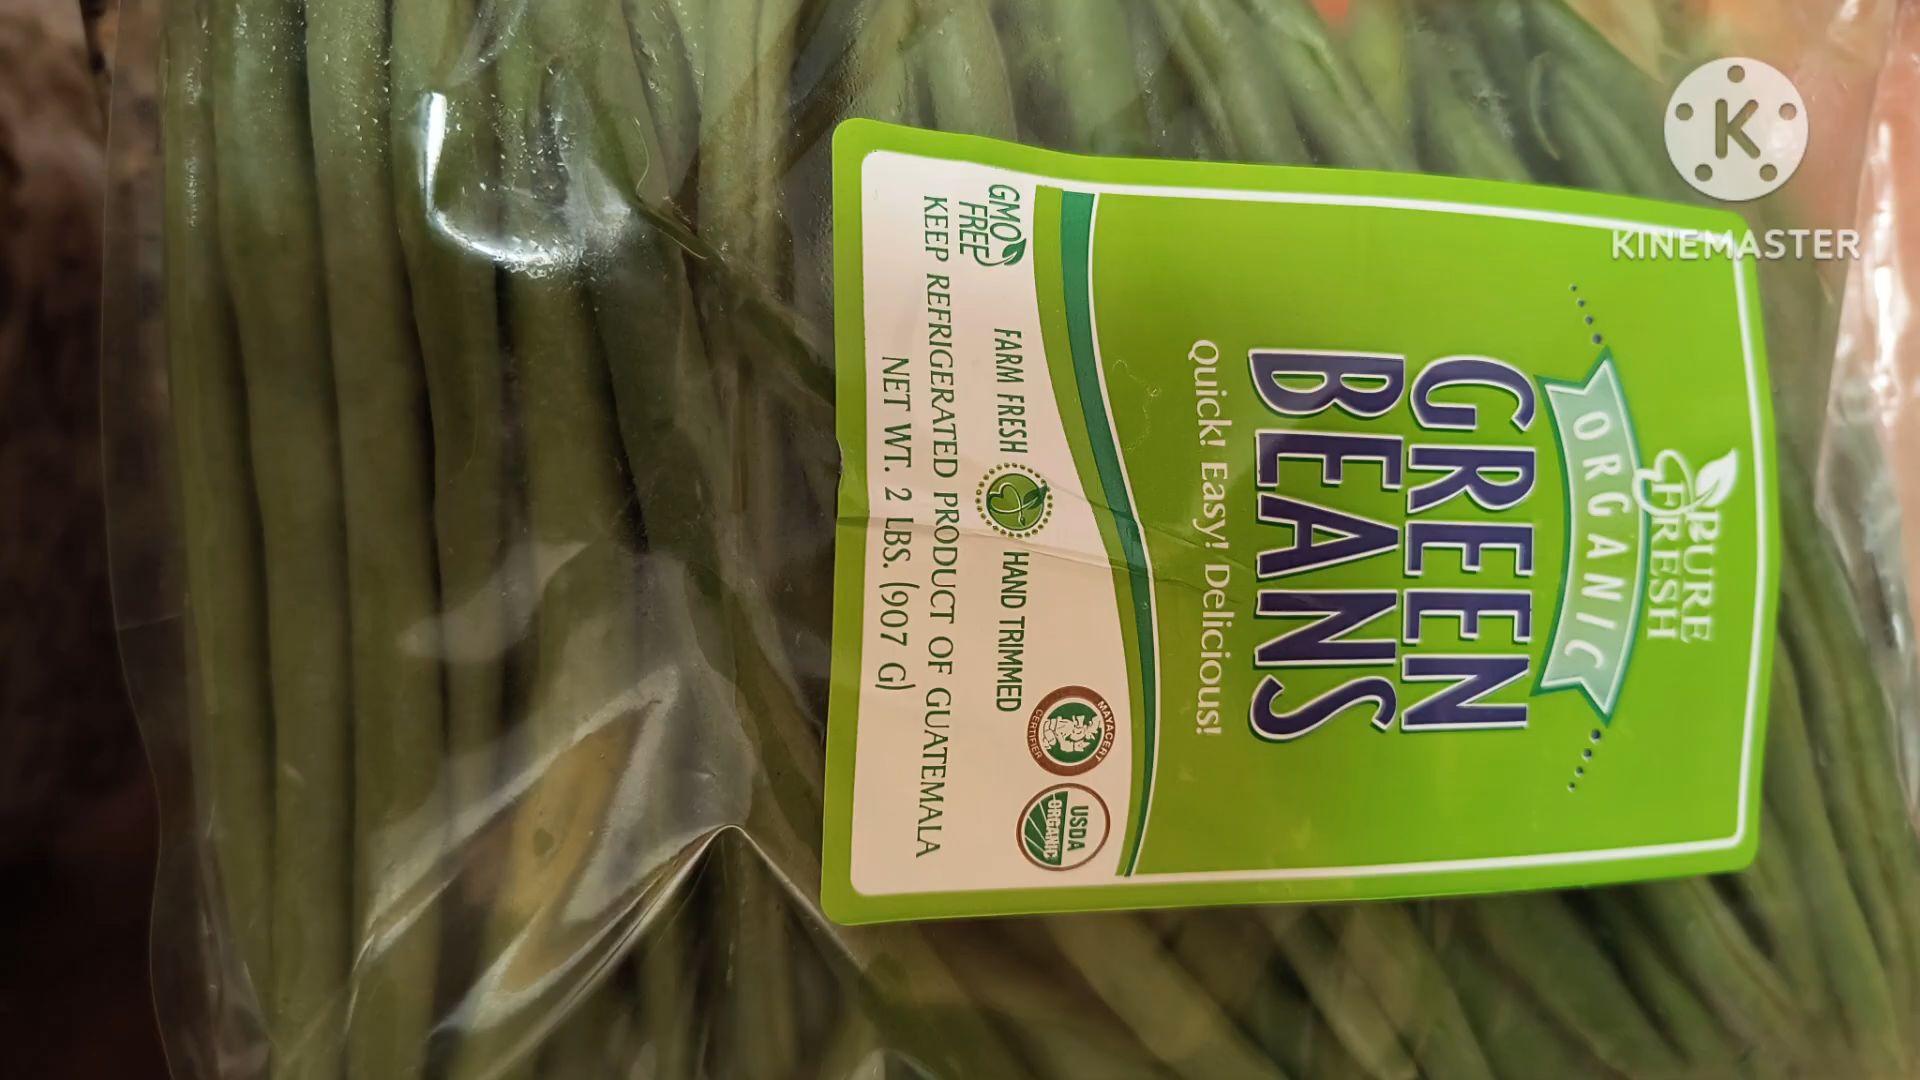 PURE
FRESH
ORGANIC
GREEN
BEANS
Quick! Easy! Delicious!
GMO
FREE
FARM FRESH
HAND TRIMMED
MAYACERT
CERTIFIER
USDA
ORGANIC
KEEP REFRIGERATED PRODUCT OF GUATEMALA
NET WT. 2 LBS. (907 G)
K
KINEMASTER